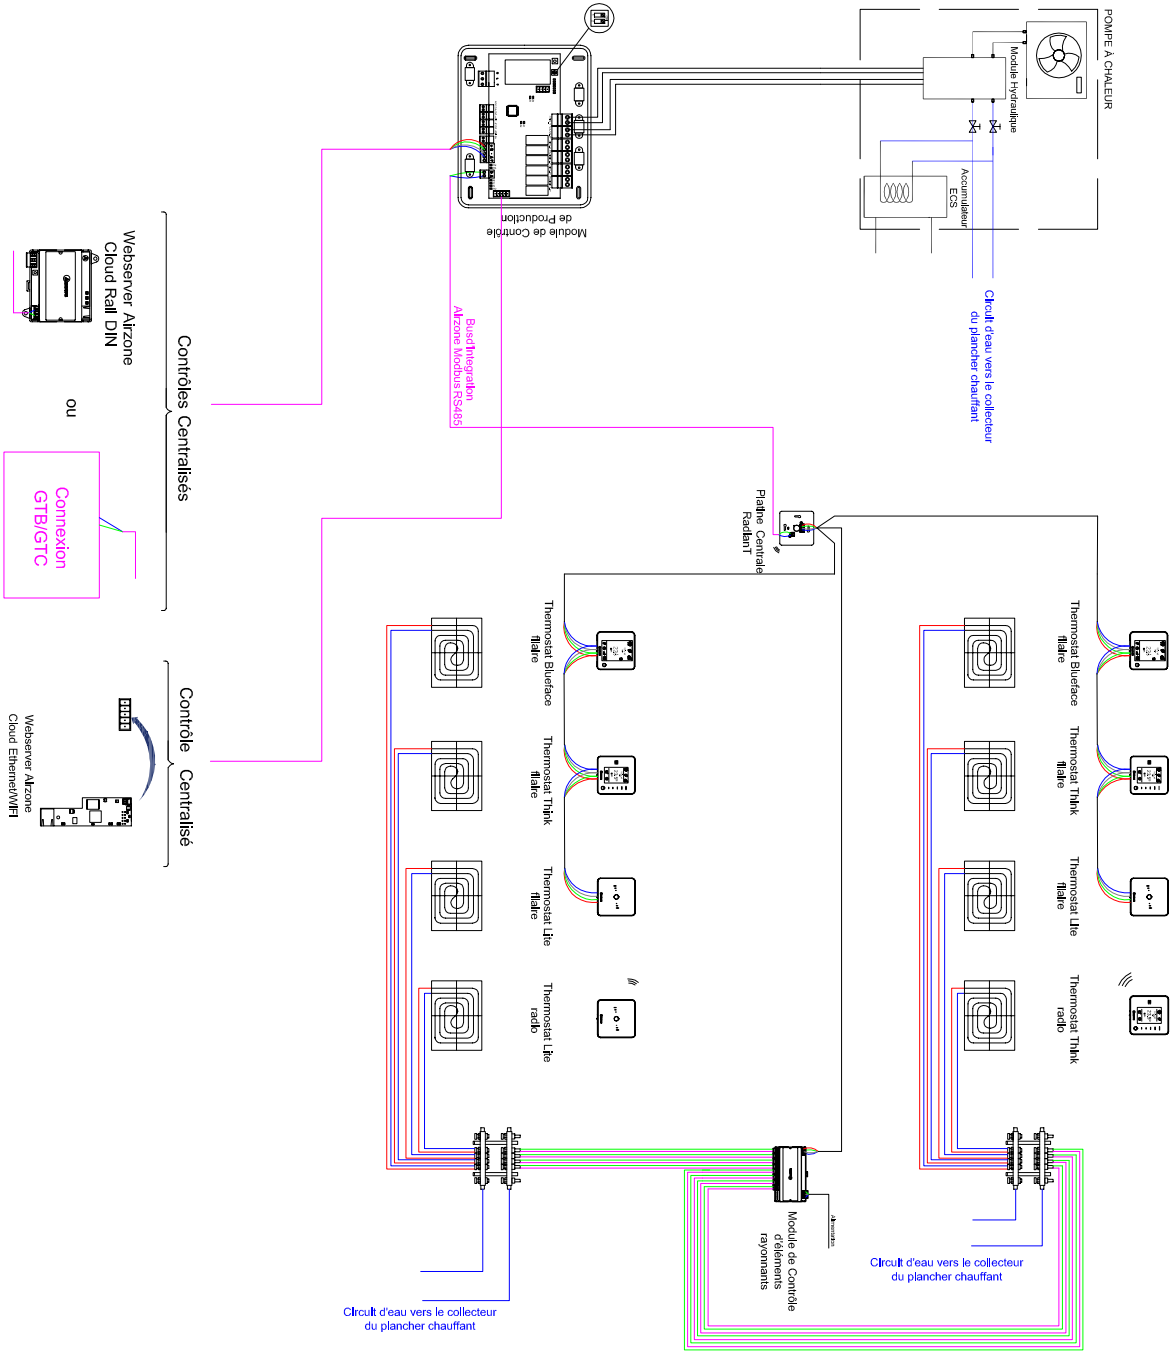 POMPE À CHALEUR
Module Hydraulique
Accumulateur
ECS
Circuit d'eau vers le collecteur
du plancher chauffant
Module de Contrôle
de Production
Bus d'Integration
Airzone Modbus RS485
Webserver Airzone
Cloud Rail DIN
ou
Contrôles Centralisés
Connexion
GTB/GTC
Contrôle Centralisé
Webserver Airzone
Cloud Ethernet/WIFI
Platine Centrale
RadianT
Thermostat Blueface
filaire
Thermostat Think
filaire
Thermostat Lite
filaire
Thermostat Lite
radio
Thermostat Blueface
filaire
Thermostat Think
filaire
Thermostat Lite
filaire
Thermostat Think
radio
Alimentation
Module de Contrôle
d'éléments
rayonnants
Circuit d'eau vers le collecteur
du plancher chauffant
Circuit d'eau vers le collecteur
du plancher chauffant